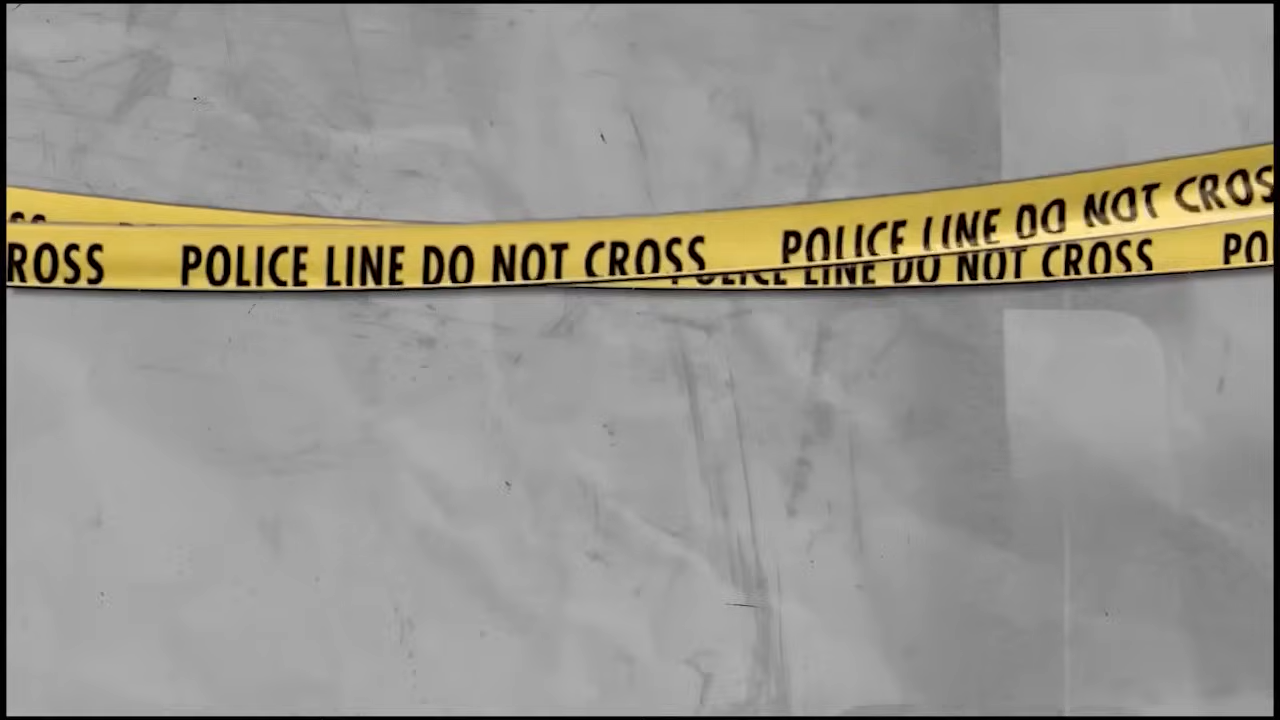 ROSS POLICE LINE DO NOT CROSS
POLICE LINE DO NOT CROS
POLICE LINE DO NOT CROSS PO